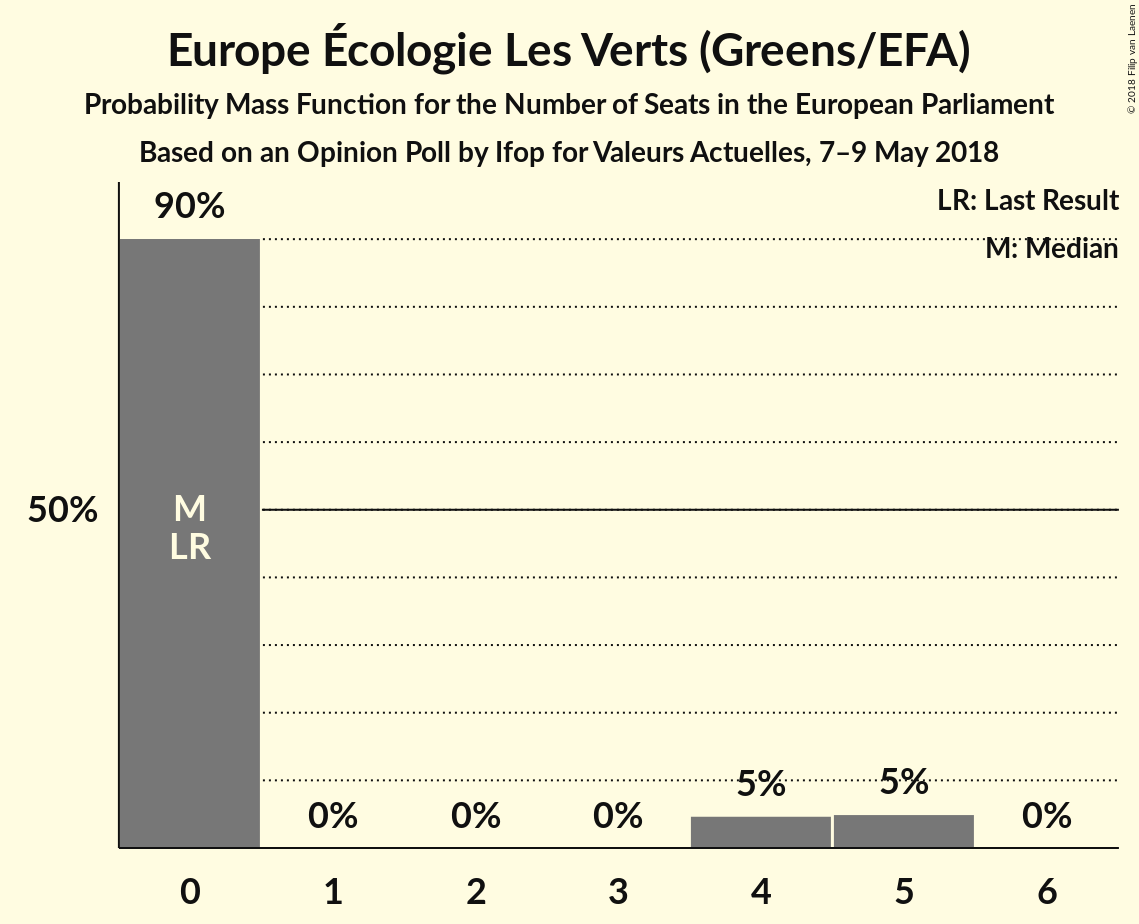 Europe Écologie Les Verts (Greens/EFA)
Probability Mass Function for the Number of Seats in the European Parliament
Based on an Opinion Poll by Ifop for Valeurs Actuelles, 7–9 May 2018
© 2018 Filip van Laenen
LR: Last Result
M: Median
90%
50%
M
LR
0%
0%
0%
5%
5%
0%
0
1
2
3
4
5
6